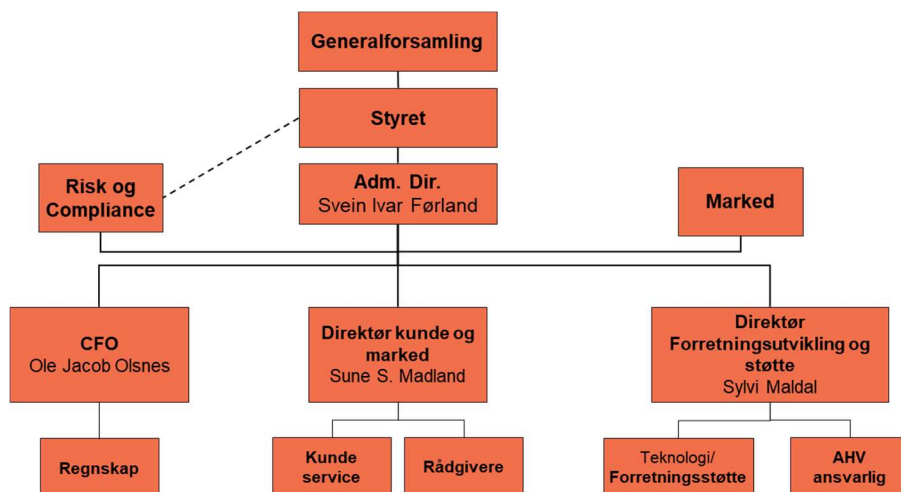 Generalforsamling
Styret
Risk og
Compliance
Adm. Dir.
Svein Ivar Førland
Marked
CFO
Ole Jacob Olsnes
Direktør kunde og
marked
Sune S. Madland
Direktør
Forretningsutvikling og
støtte
Sylvi Maldal
Regnskap
Kunde
service
Rådgivere
Teknologi/
Forretningsstøtte
AHV
ansvarlig